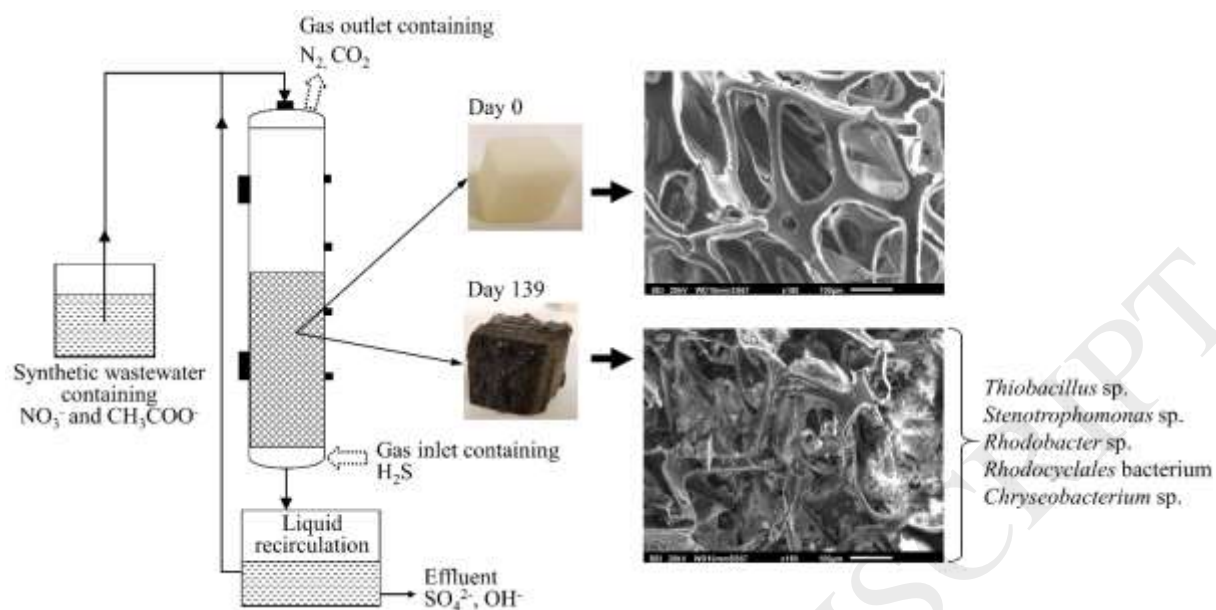 Gas outlet containing
N₂, CO₂
Day 0
Day 139
Synthetic wastewater
containing
NO₃⁻ and CH₃COO⁻
Gas inlet containing
H₂S
Liquid
recirculation
Effluent
SO₄²⁻, OH⁻
Thiobacillus sp.
Stenotrophomonas sp.
Rhodobacter sp.
Rhodocyclales bacterium
Chryseobacterium sp.